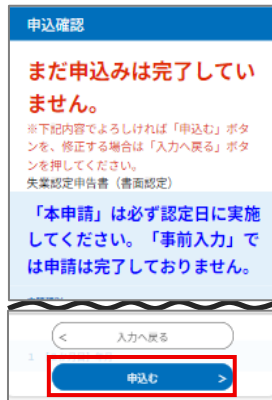 申込確認
まだ申込みは完了してい
ません。
※下記内容でよろしければ「申込む」ボタ
ンを、修正する場合は「入力へ戻る」ボタ
ンを押してください。
失業認定申告書（書面認定）
「本申請」は必ず認定日に実施
してください。「事前入力」で
は申請は完了しておりません。
< 入力へ戻る
申込む >